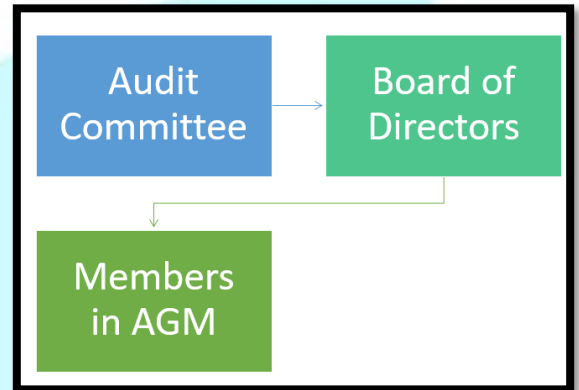 Audit
Committee
Board of
Directors
Members
in AGM